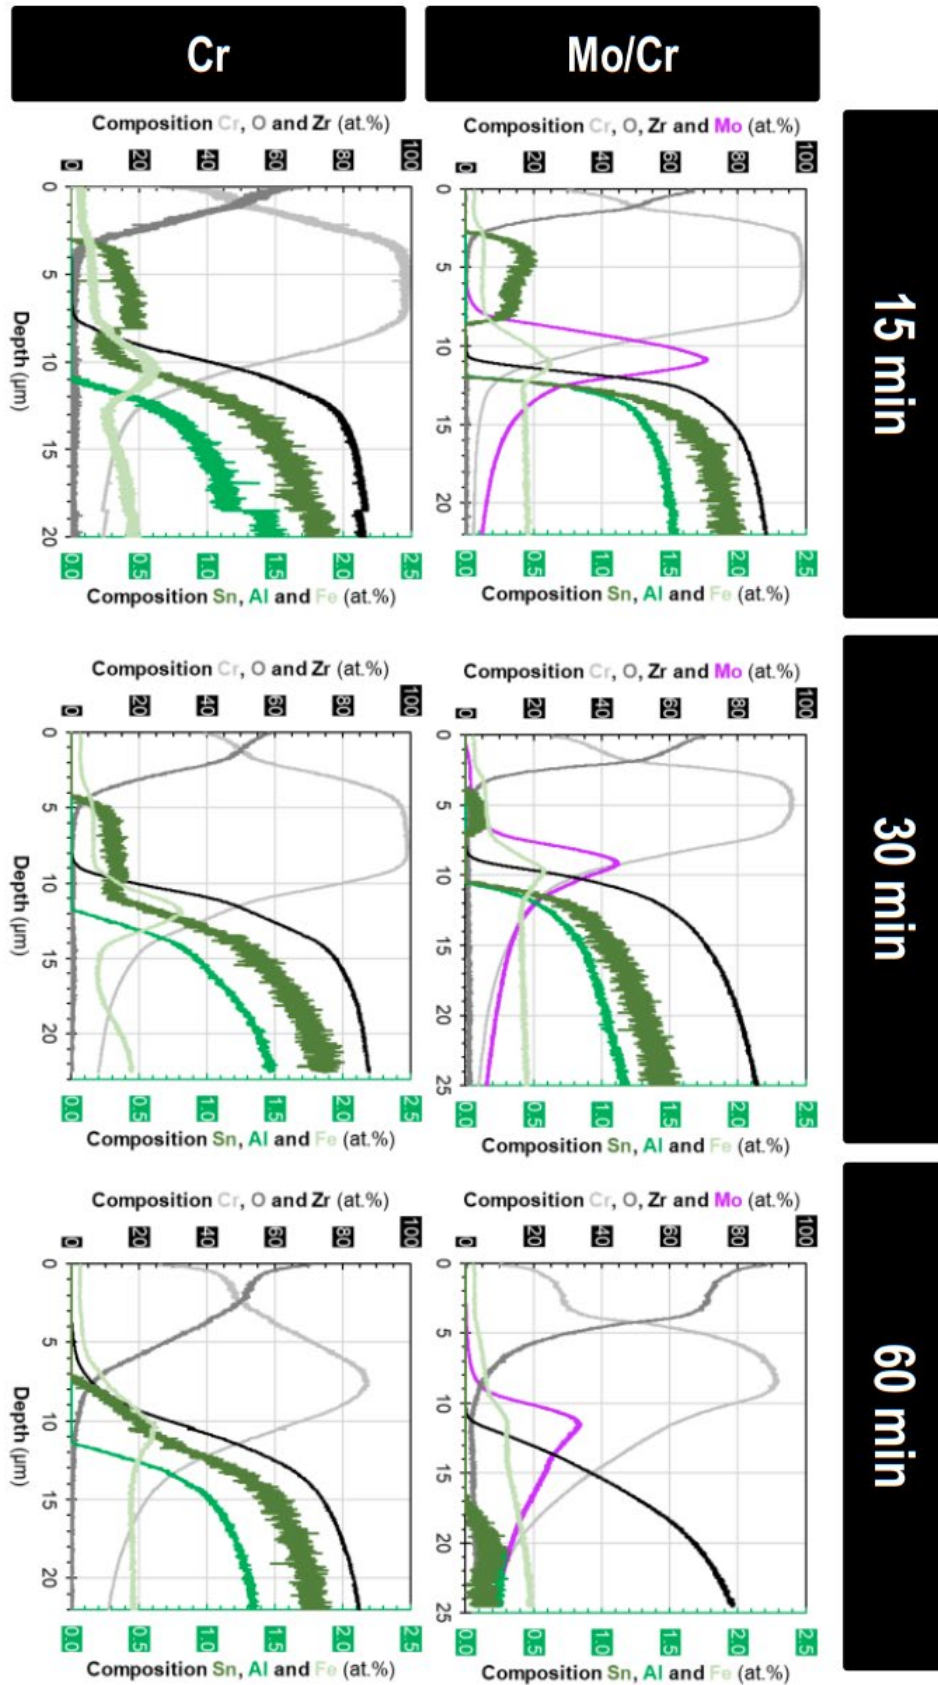 Cr
Mo/Cr
15 min
Composition Cr, O and Zr (at.%)
0 20 40 60 80 100
0 5 10 15 20
Depth (µm)
0.0 0.5 1.0 1.5 2.0 2.5
Composition Sn, Al and Fe (at.%)
Composition Cr, O, Zr and Mo (at.%)
0 20 40 60 80 100
0 5 10 15 20
0.0 0.5 1.0 1.5 2.0 2.5
Composition Sn, Al and Fe (at.%)
30 min
Composition Cr, O and Zr (at.%)
0 20 40 60 80 100
0 5 10 15 20
Depth (µm)
0.0 0.5 1.0 1.5 2.0 2.5
Composition Sn, Al and Fe (at.%)
Composition Cr, O, Zr and Mo (at.%)
0 20 40 60 80 100
0 5 10 15 20 25
0.0 0.5 1.0 1.5 2.0 2.5
Composition Sn, Al and Fe (at.%)
60 min
Composition Cr, O and Zr (at.%)
0 20 40 60 80 100
0 5 10 15 20
Depth (µm)
0.0 0.5 1.0 1.5 2.0 2.5
Composition Sn, Al and Fe (at.%)
Composition Cr, O, Zr and Mo (at.%)
0 20 40 60 80 100
0 5 10 15 20 25
0.0 0.5 1.0 1.5 2.0 2.5
Composition Sn, Al and Fe (at.%)